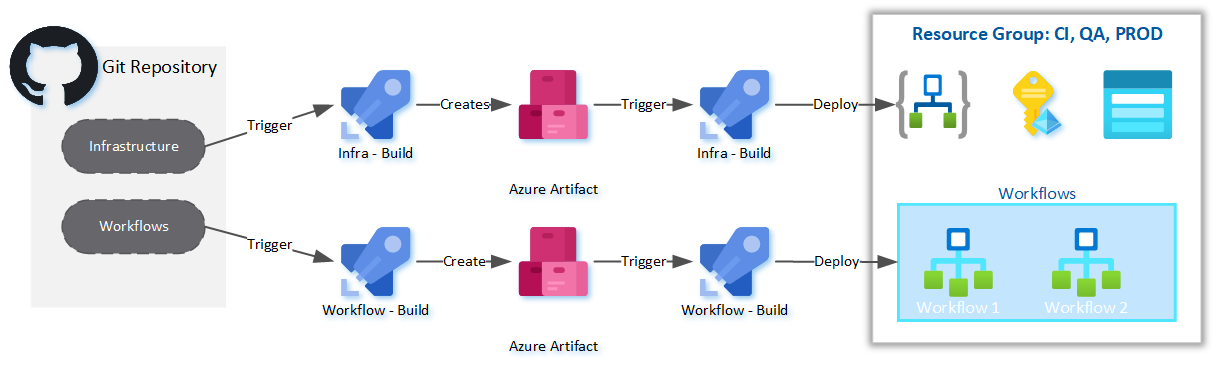 Resource Group: CI, QA, PROD
Git Repository
Infrastructure
Trigger
Infra - Build
Creates
Azure Artifact
Trigger
Infra - Build
Deploy
Workflows
Trigger
Workflow - Build
Create
Azure Artifact
Trigger
Workflow - Build
Deploy
Workflows
Workflow 1
Workflow 2